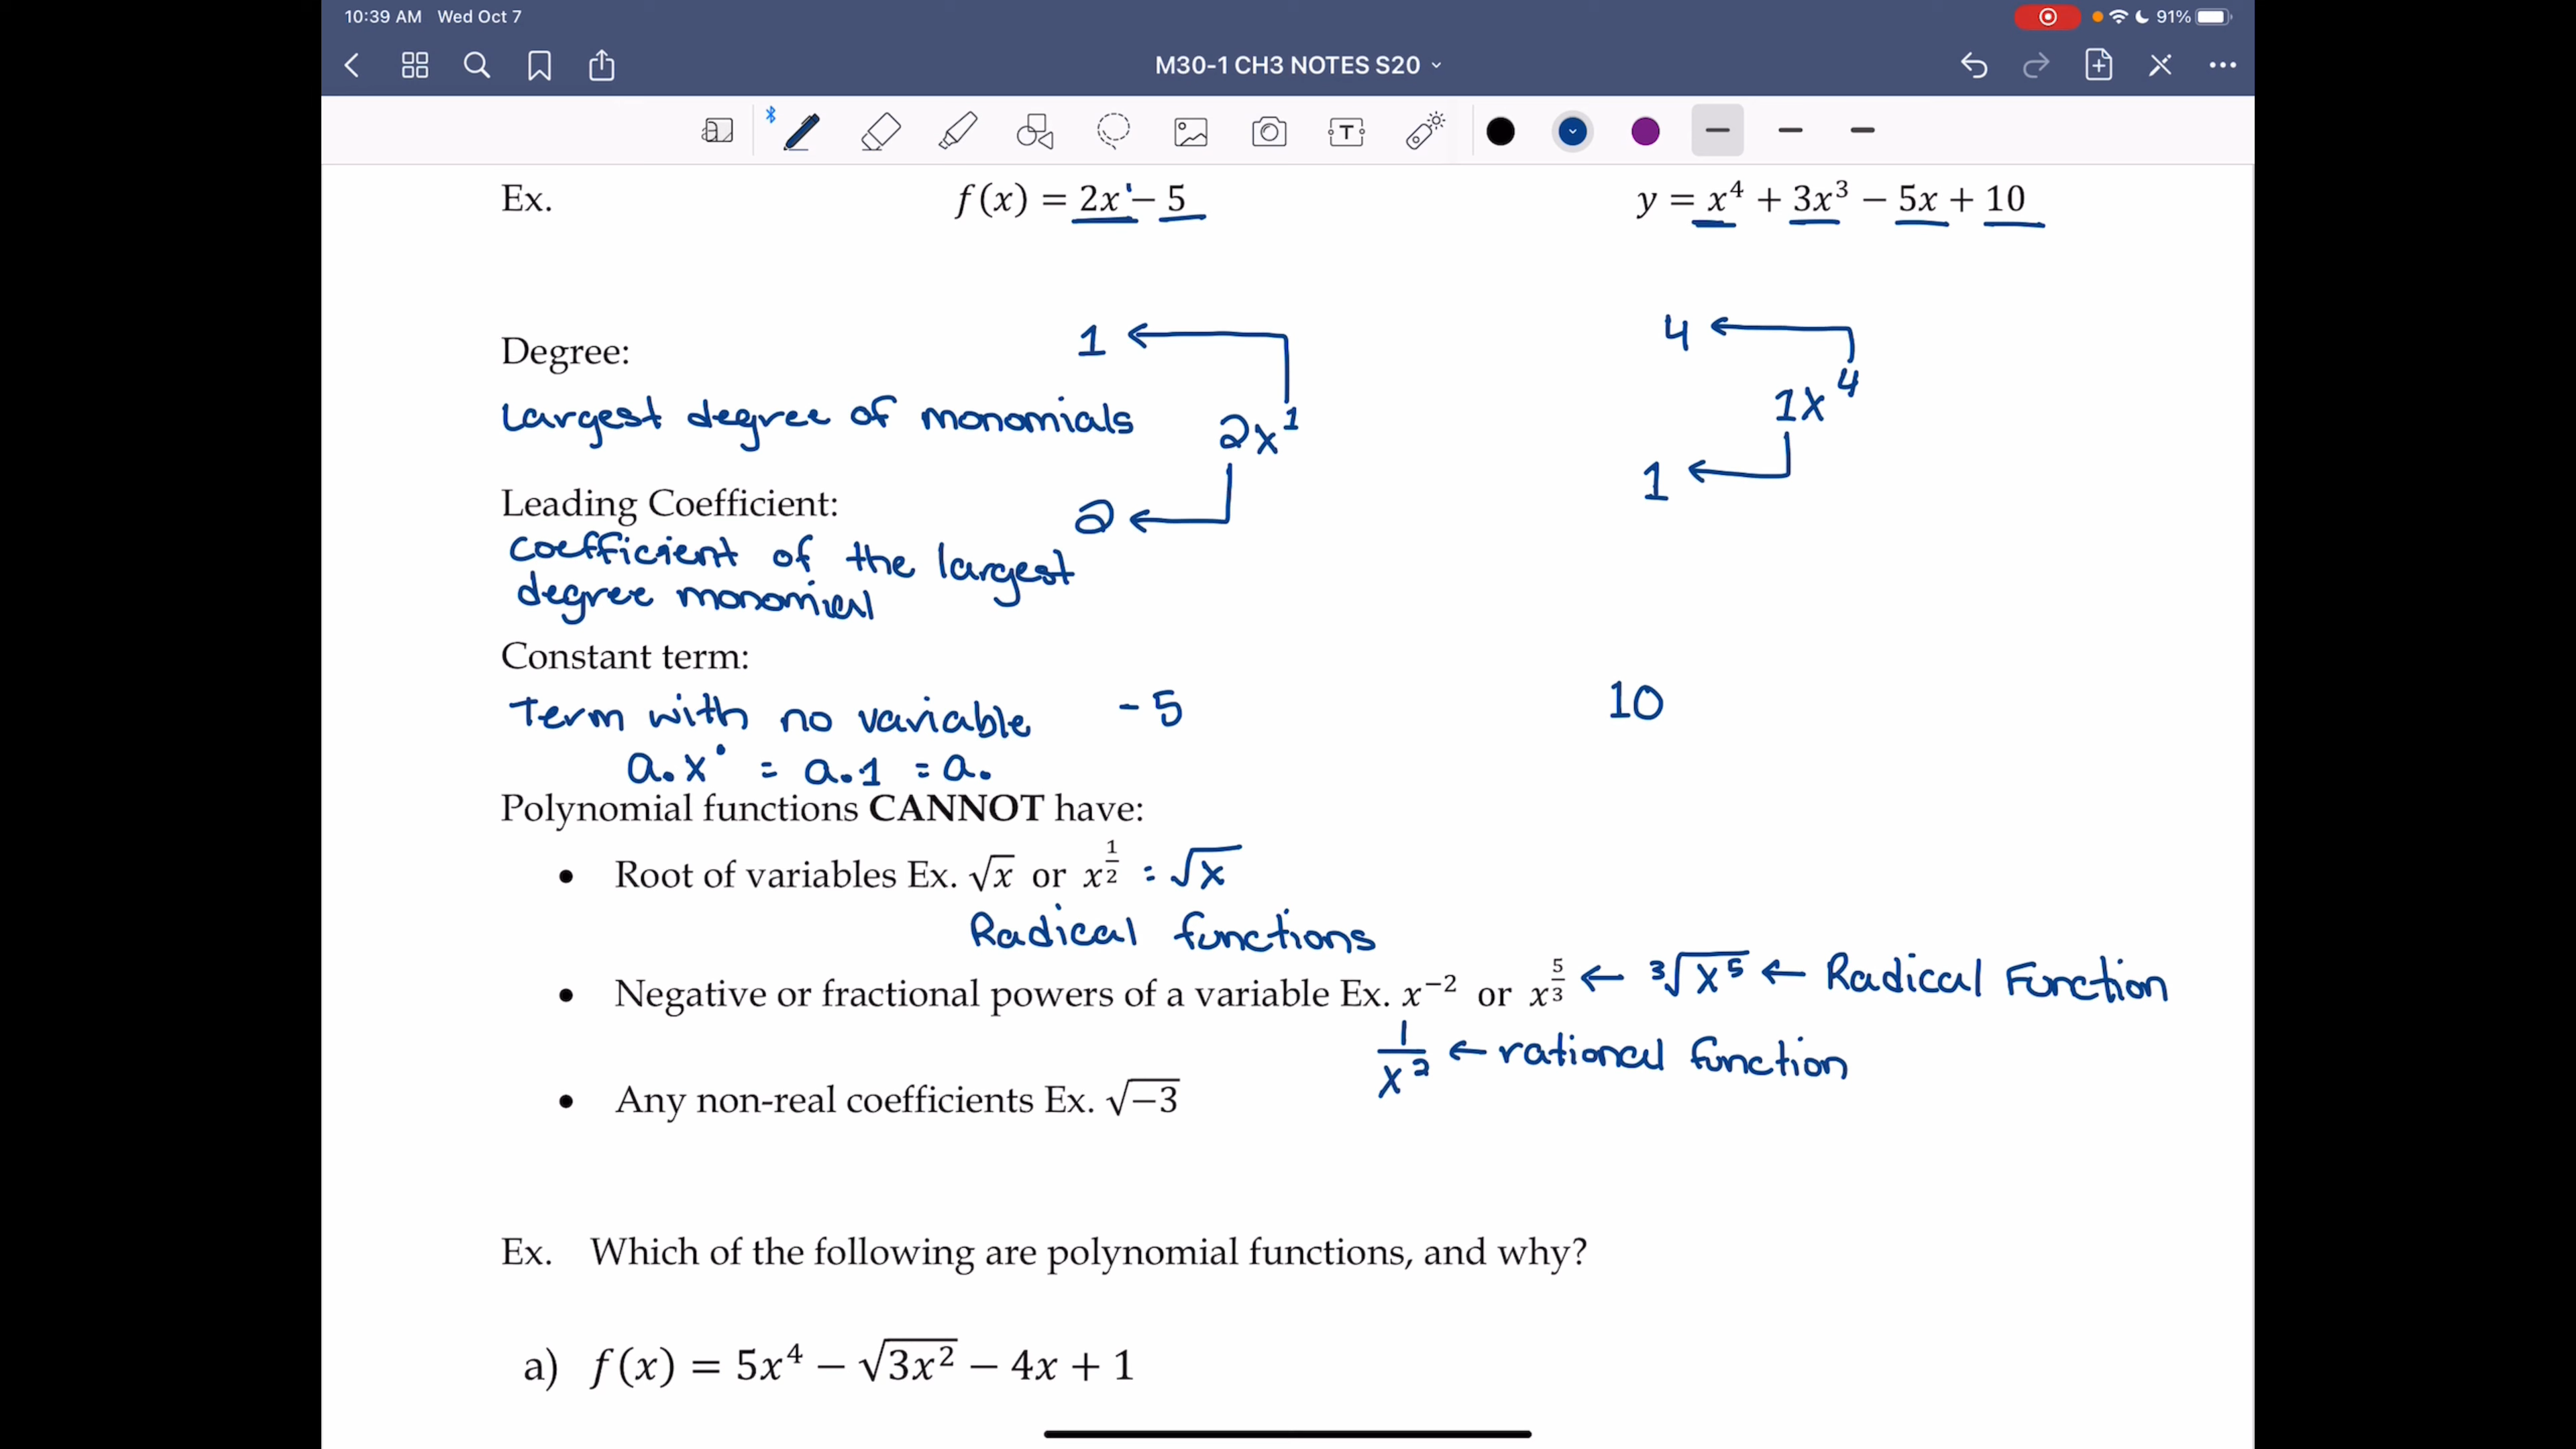 10:39 AM Wed Oct 7 91%
M30-1 CH3 NOTES S20
Ex. f(x) = 2x¹ − 5 y = x⁴ + 3x³ − 5x + 10
1 ← 4 ←
Degree:
Largest degree of monomials 2x¹ 1x⁴
Leading Coefficient: 2 ← 1 ←
coefficient of the largest
degree monomial
Constant term:
Term with no variable -5 10
a₀x⁰ = a₀1 = a₀
Polynomial functions CANNOT have:
• Root of variables Ex. √x or x^(1/2) = √x
Radical functions
• Negative or fractional powers of a variable Ex. x⁻² or x^(5/3) ← ³√x⁵ ← Radical Function
1/x² ← rational function
• Any non-real coefficients Ex. √−3
Ex. Which of the following are polynomial functions, and why?
a) f(x) = 5x⁴ − √3x² − 4x + 1